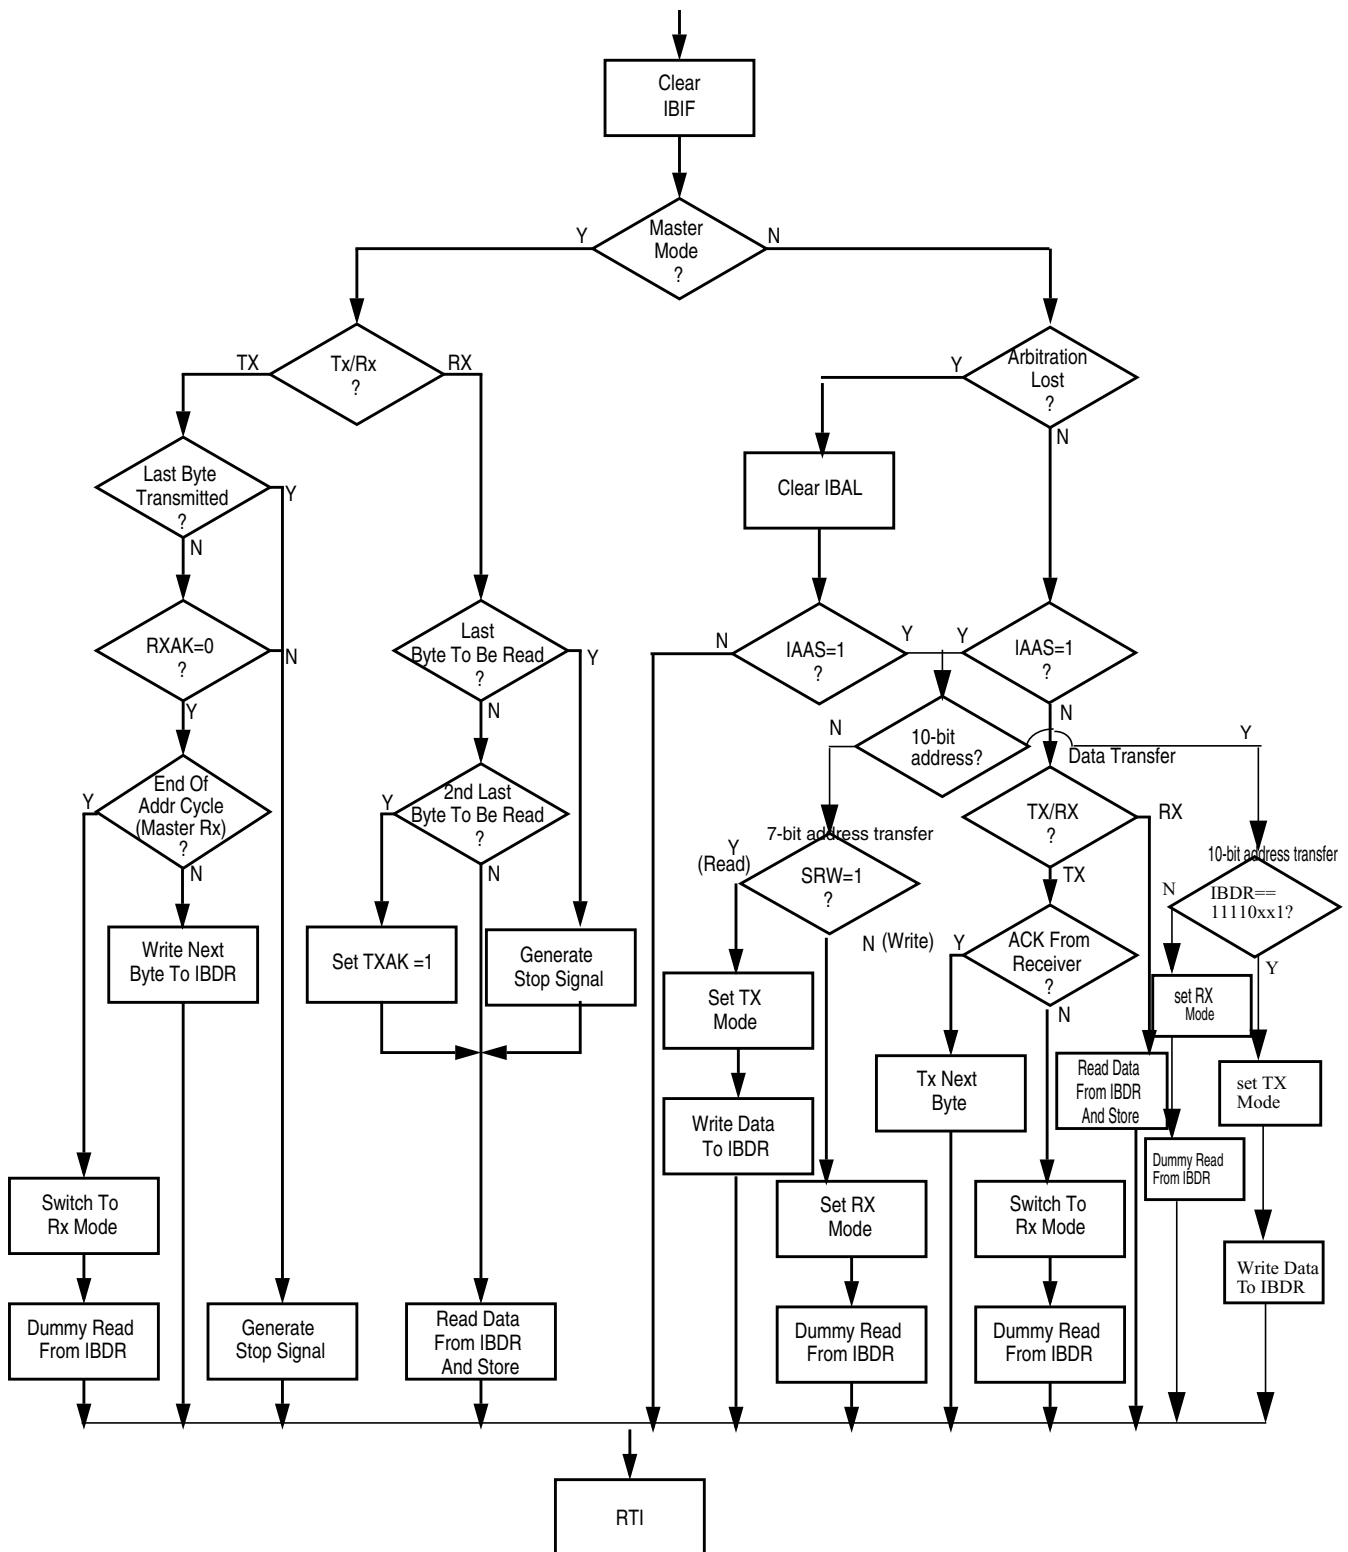 Clear
IBIF
Master
Mode
?
Y
N
Tx/Rx
?
TX
RX
Arbitration
Lost
?
Y
N
Last Byte
Transmitted
?
Y
N
Clear IBAL
RXAK=0
?
N
Y
Last
Byte To Be Read
?
Y
N
IAAS=1
?
N
Y
IAAS=1
?
Y
N
10-bit
address?
N
Y
Data Transfer
End Of
Addr Cycle
(Master Rx)
?
Y
N
2nd Last
Byte To Be Read
?
Y
N
7-bit address transfer
SRW=1
?
Y
(Read)
N (Write)
TX/RX
?
RX
TX
10-bit address transfer
IBDR==
11110xx1?
N
Y
Write Next
Byte To IBDR
Set TXAK =1
Generate
Stop Signal
Set TX
Mode
ACK From
Receiver
?
Y
N
set RX
Mode
Tx Next
Byte
Read Data
From IBDR
And Store
set TX
Mode
Write Data
To IBDR
Dummy Read
From IBDR
Switch To
Rx Mode
Set RX
Mode
Switch To
Rx Mode
Write Data
To IBDR
Dummy Read
From IBDR
Generate
Stop Signal
Read Data
From IBDR
And Store
Dummy Read
From IBDR
Dummy Read
From IBDR
RTI